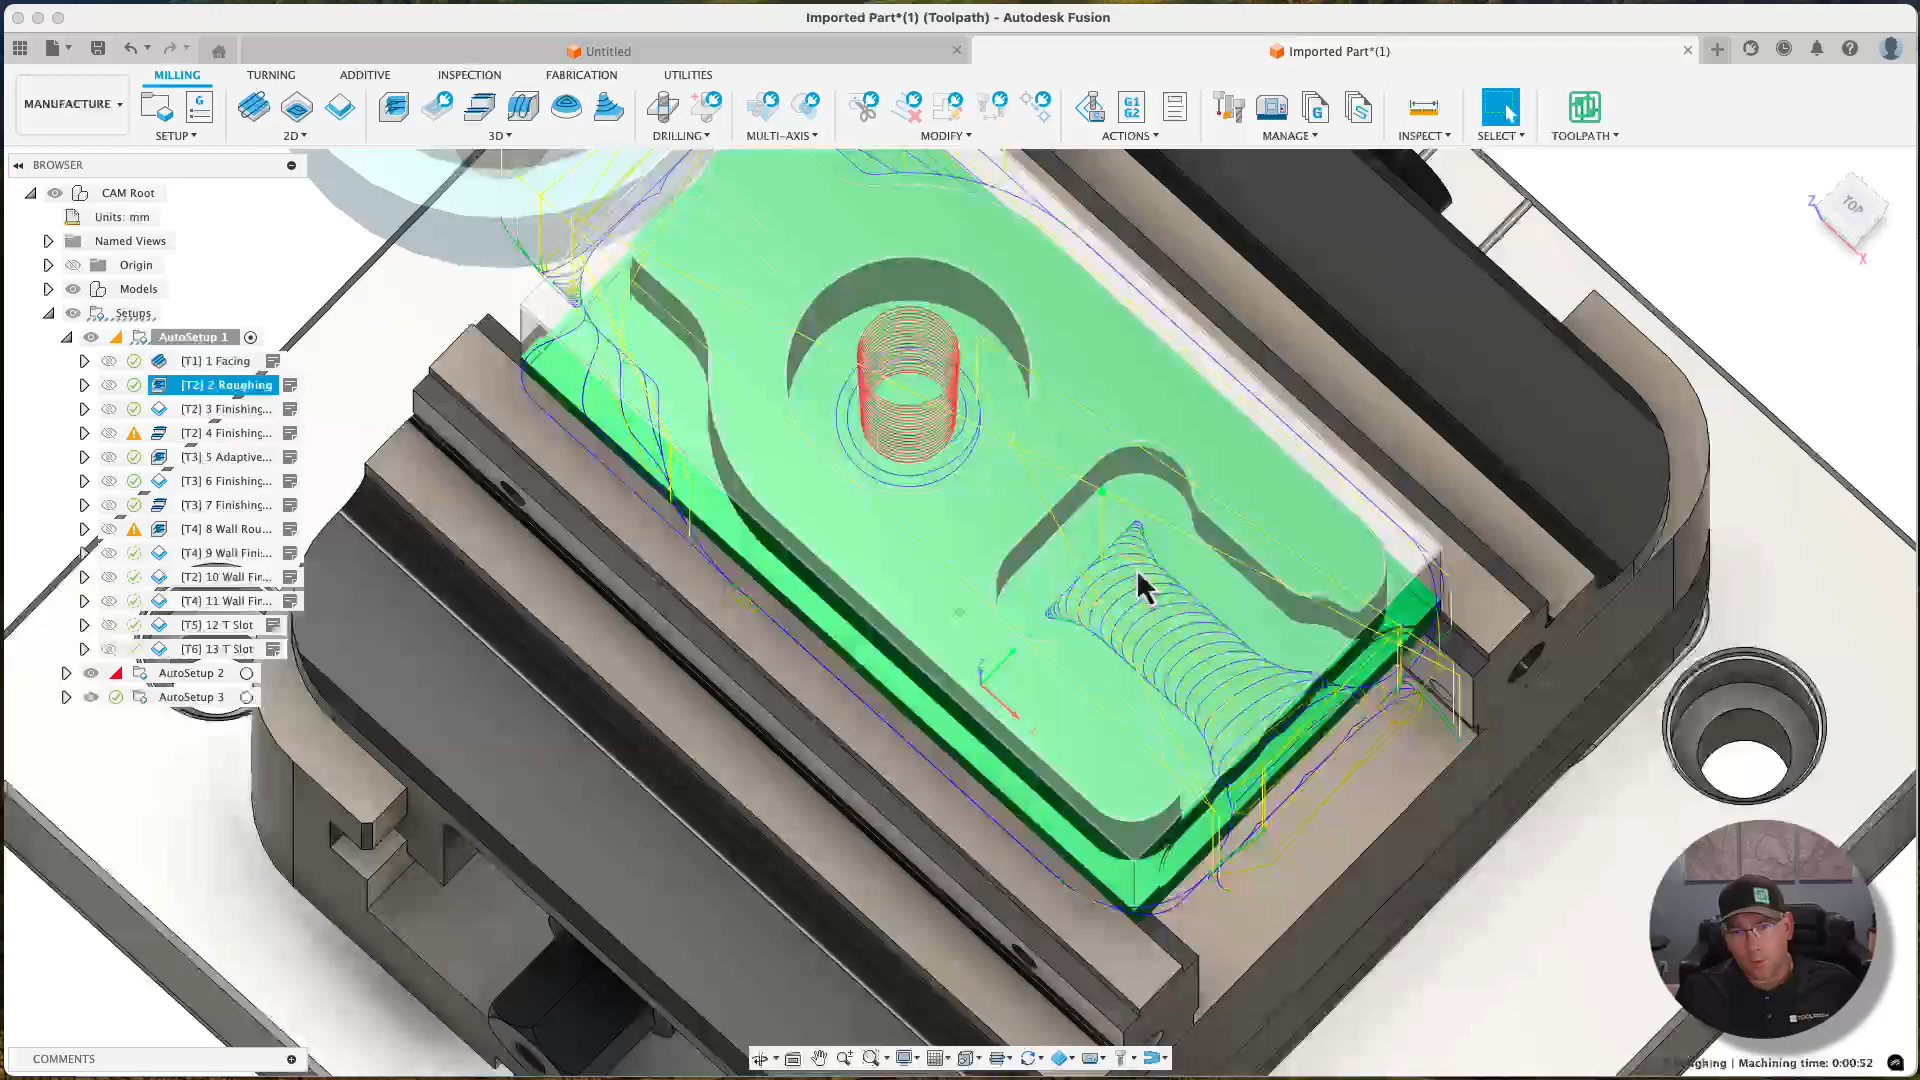 Imported Part*(1) (Toolpath) - Autodesk Fusion
Untitled
Imported Part*(1)
MANUFACTURE
MILLING TURNING ADDITIVE INSPECTION FABRICATION UTILITIES
G
G1
G2
SETUP 2D 3D DRILLING MULTI-AXIS MODIFY ACTIONS MANAGE INSPECT SELECT TOOLPATH
BROWSER
CAM Root
Units: mm
Named Views
Origin
Models
Setups
AutoSetup 1
[T1] 1 Facing
[T2] 2 Roughing
[T2] 3 Finishing...
[T2] 4 Finishing...
[T3] 5 Adaptive...
[T3] 6 Finishing...
[T3] 7 Finishing...
[T4] 8 Wall Rou...
[T4] 9 Wall Fini...
[T2] 10 Wall Fin...
[T4] 11 Wall Fin...
[T5] 12 T Slot
[T6] 13 T Slot
AutoSetup 2
AutoSetup 3
TOP
Z
X
TOOLPATH
COMMENTS
Machining time: 0:00:52